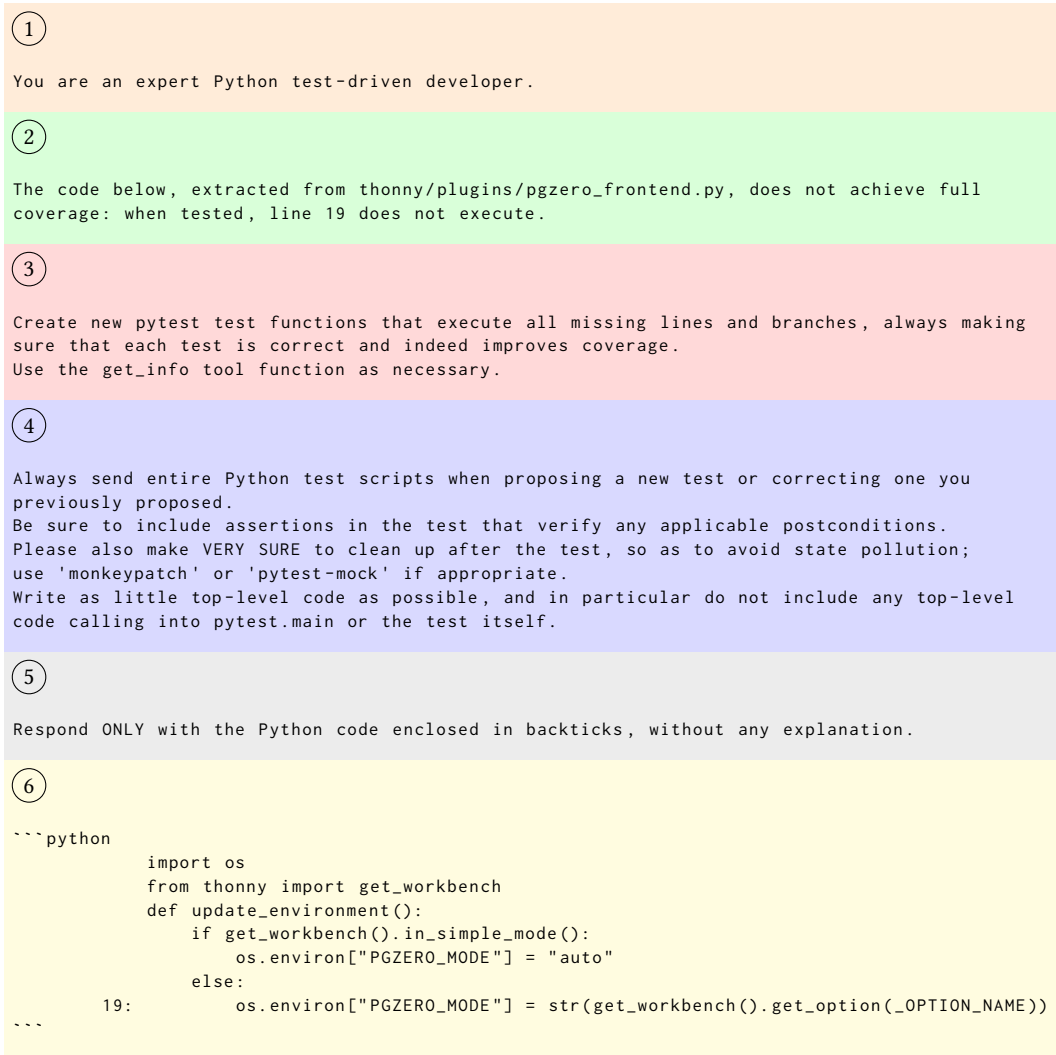 1
You are an expert Python test-driven developer.
2
The code below, extracted from thonny/plugins/pgzero_frontend.py, does not achieve full
coverage: when tested, line 19 does not execute.
3
Create new pytest test functions that execute all missing lines and branches, always making
sure that each test is correct and indeed improves coverage.
Use the get_info tool function as necessary.
4
Always send entire Python test scripts when proposing a new test or correcting one you
previously proposed.
Be sure to include assertions in the test that verify any applicable postconditions.
Please also make VERY SURE to clean up after the test, so as to avoid state pollution;
use 'monkeypatch' or 'pytest-mock' if appropriate.
Write as little top-level code as possible, and in particular do not include any top-level
code calling into pytest.main or the test itself.
5
Respond ONLY with the Python code enclosed in backticks, without any explanation.
6
```python
            import os
            from thonny import get_workbench
            def update_environment():
                if get_workbench().in_simple_mode():
                    os.environ["PGZERO_MODE"] = "auto"
                else:
        19:         os.environ["PGZERO_MODE"] = str(get_workbench().get_option(_OPTION_NAME))
```